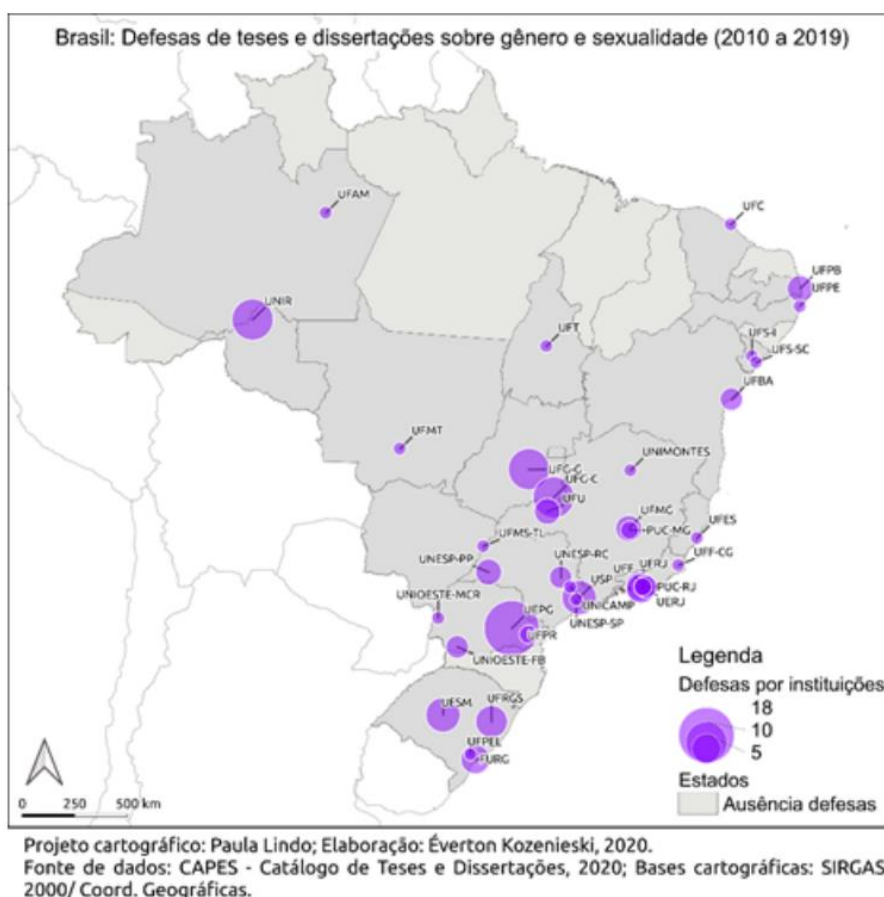 Brasil: Defesas de teses e dissertações sobre gênero e sexualidade (2010 a 2019)
UFAM
UFC
UFPB
UFPE
UNIR
UFT
UFS-I
UFS-SC
UFBA
UFMT
UFG-G
UNIMONTES
UFG-C
UFU
UFMG
PUC-MG
UFES
UFMS-TL
UNESP-PP
UNESP-RC
UFF-CG
USP
UFF
UFRJ
PUC-RJ
UNIOESTE-MCR
UNICAMP
UERJ
UEPG
UNESP-SP
UFPR
UNIOESTE-FB
UFSM
UFRGS
UFPEL
FURG
Legenda
Defesas por instituições
18
10
5
Estados
Ausência defesas
0 250 500 km
Projeto cartográfico: Paula Lindo; Elaboração: Éverton Kozenieski, 2020.
Fonte de dados: CAPES - Catálogo de Teses e Dissertações, 2020; Bases cartográficas: SIRGAS
2000/ Coord. Geográficas.